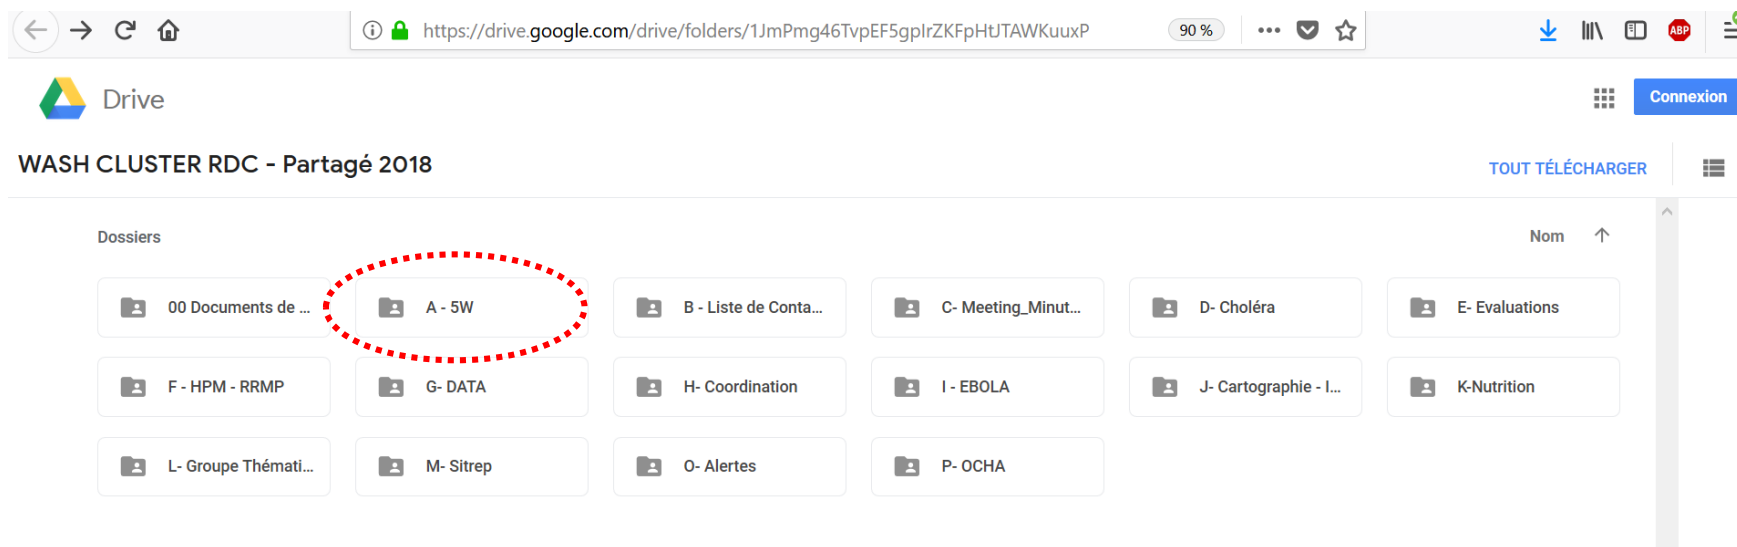 https://drive.google.com/drive/folders/1JmPmg46TvpEF5gpIrZKFpHtJTAWKuuxP 90 % ABP
Drive Connexion
WASH CLUSTER RDC - Partagé 2018
TOUT TÉLÉCHARGER
Dossiers Nom
00 Documents de ... A - 5W B - Liste de Conta... C- Meeting_Minut... D- Choléra E- Evaluations
F - HPM - RRMP G- DATA H- Coordination I - EBOLA J- Cartographie - I... K-Nutrition
L- Groupe Thémati... M- Sitrep O- Alertes P- OCHA